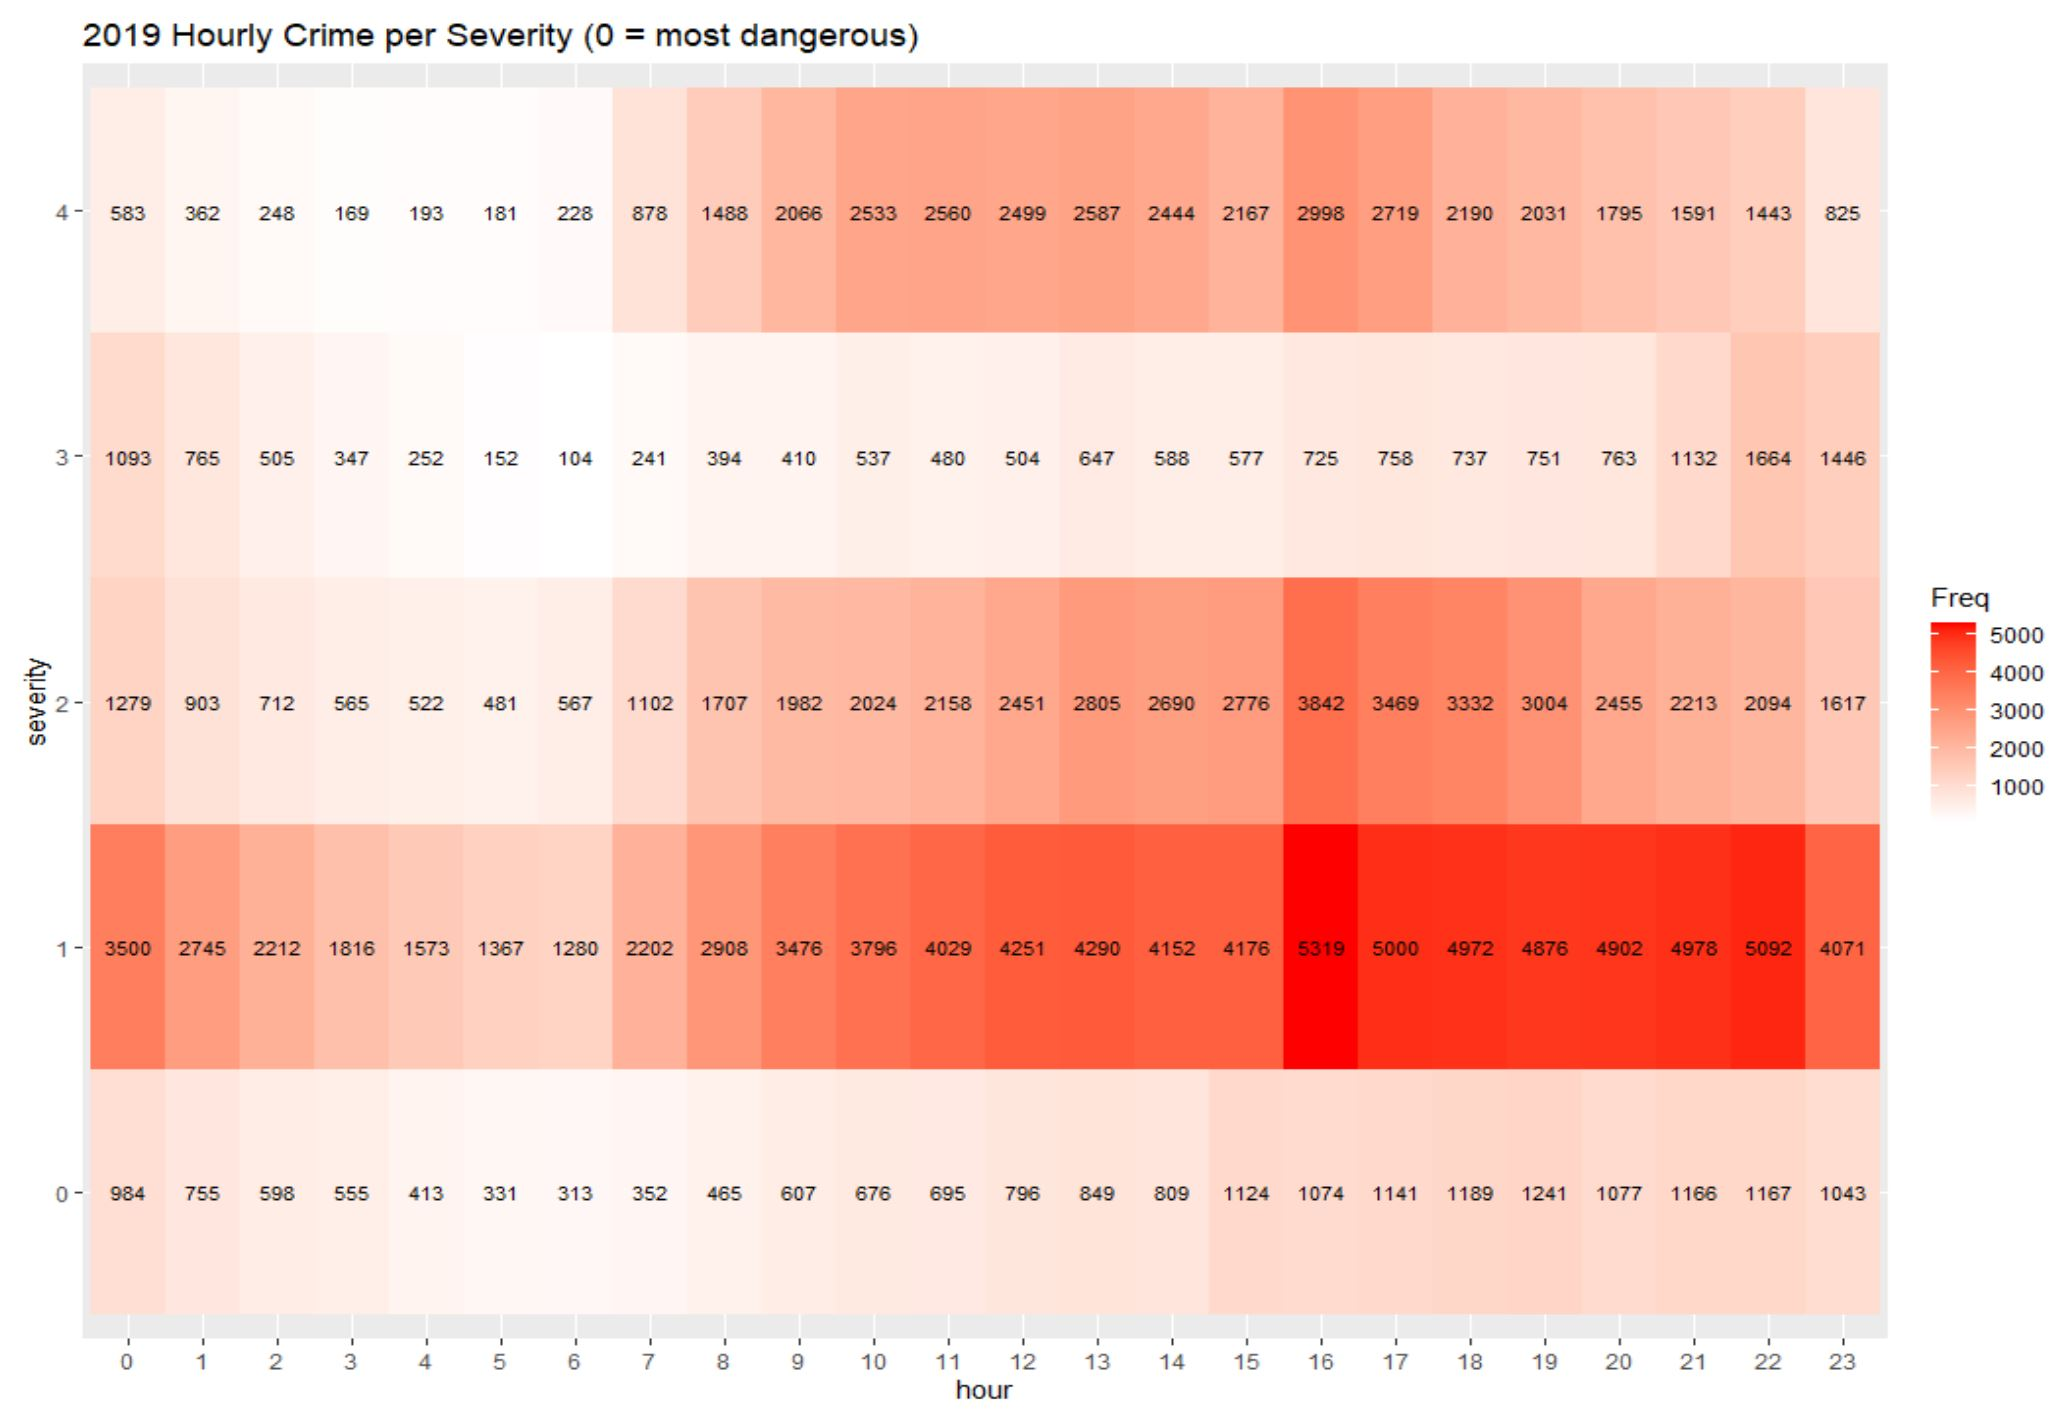 2019 Hourly Crime per Severity (0 = most dangerous)
4 583 362 248 169 193 181 228 878 1488 2066 2533 2560 2499 2587 2444 2167 2998 2719 2190 2031 1795 1591 1443 825
3 1093 765 505 347 252 152 104 241 394 410 537 480 504 647 588 577 725 758 737 751 763 1132 1664 1446
severity
2 1279 903 712 565 522 481 567 1102 1707 1982 2024 2158 2451 2805 2690 2776 3842 3469 3332 3004 2455 2213 2094 1617
1 3500 2745 2212 1816 1573 1367 1280 2202 2908 3476 3796 4029 4251 4290 4152 4176 5319 5000 4972 4876 4902 4978 5092 4071
0 984 755 598 555 413 331 313 352 465 607 676 695 796 849 809 1124 1074 1141 1189 1241 1077 1166 1167 1043
0 1 2 3 4 5 6 7 8 9 10 11 12 13 14 15 16 17 18 19 20 21 22 23
hour
Freq
5000
4000
3000
2000
1000